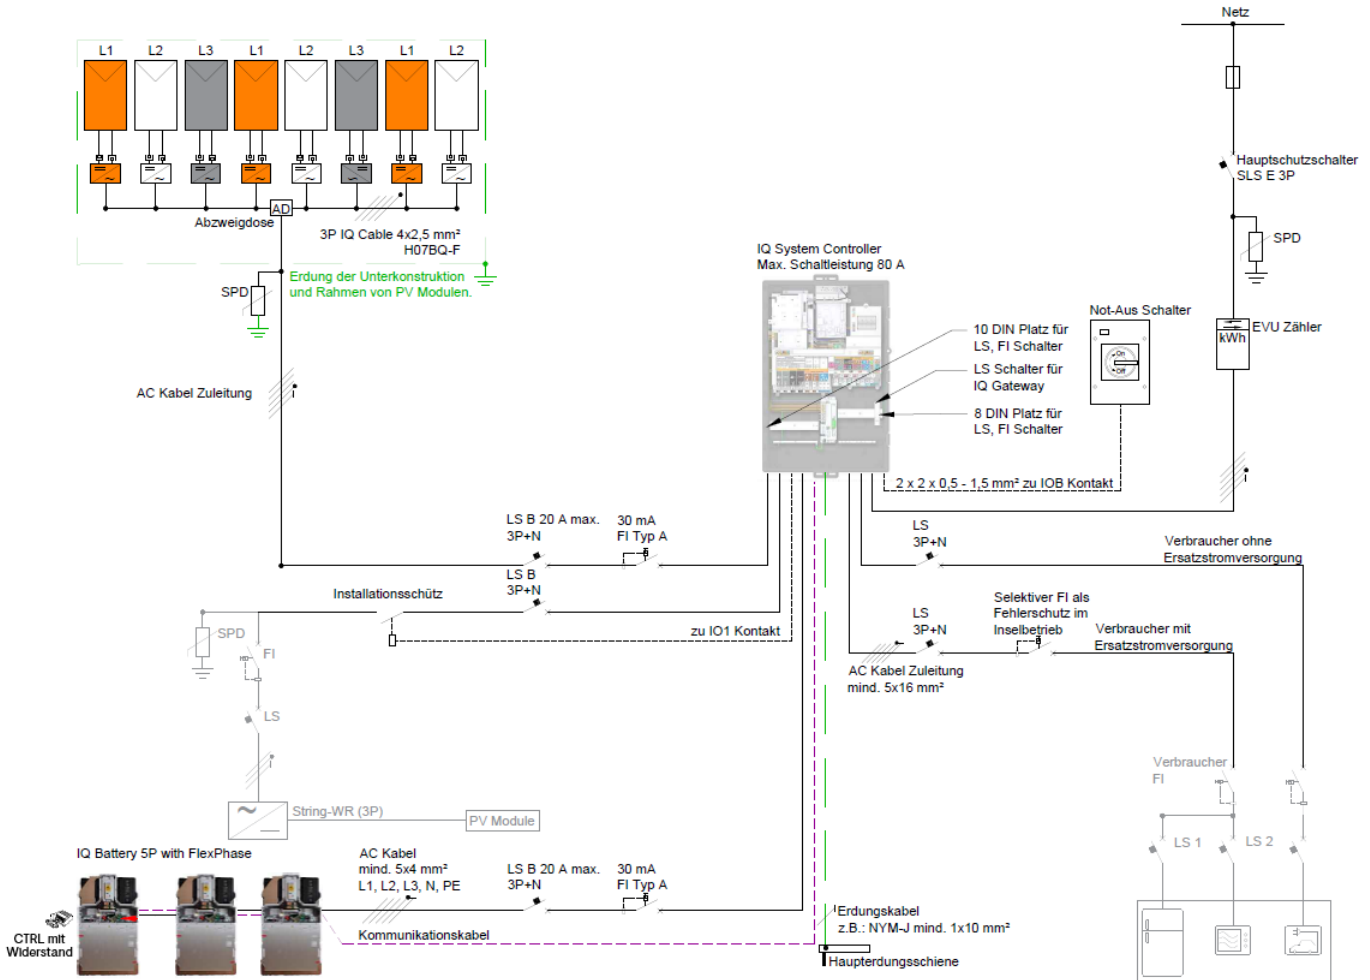 Netz
L1
L2
L3
L1
L2
L3
L1
L2
Hauptschutzschalter
SLS E 3P
AD
Abzweigdose
3P IQ Cable 4x2,5 mm²
H07BQ-F
SPD
IQ System Controller
Max. Schaltleistung 80 A
Erdung der Unterkonstruktion
und Rahmen von PV Modulen.
SPD
Not-Aus Schalter
On
Off
EVU Zähler
kWh
10 DIN Platz für
LS, FI Schalter
LS Schalter für
IQ Gateway
8 DIN Platz für
LS, FI Schalter
AC Kabel Zuleitung
2 x 2 x 0,5 - 1,5 mm² zu IOB Kontakt
LS B 20 A max.
3P+N
30 mA
FI Typ A
LS
3P+N
Verbraucher ohne
Ersatzstromversorgung
LS B
3P+N
Installationsschütz
zu IO1 Kontakt
LS
3P+N
Selektiver FI als
Fehlerschutz im
Inselbetrieb
Verbraucher mit
Ersatzstromversorgung
SPD
FI
AC Kabel Zuleitung
mind. 5x16 mm²
LS
Verbraucher
FI
String-WR (3P)
PV Module
LS 1
LS 2
IQ Battery 5P with FlexPhase
AC Kabel
mind. 5x4 mm²
L1, L2, L3, N, PE
LS B 20 A max.
3P+N
30 mA
FI Typ A
CTRL mit
Widerstand
Kommunikationskabel
Erdungskabel
z.B.: NYM-J mind. 1x10 mm²
Haupterdungsschiene